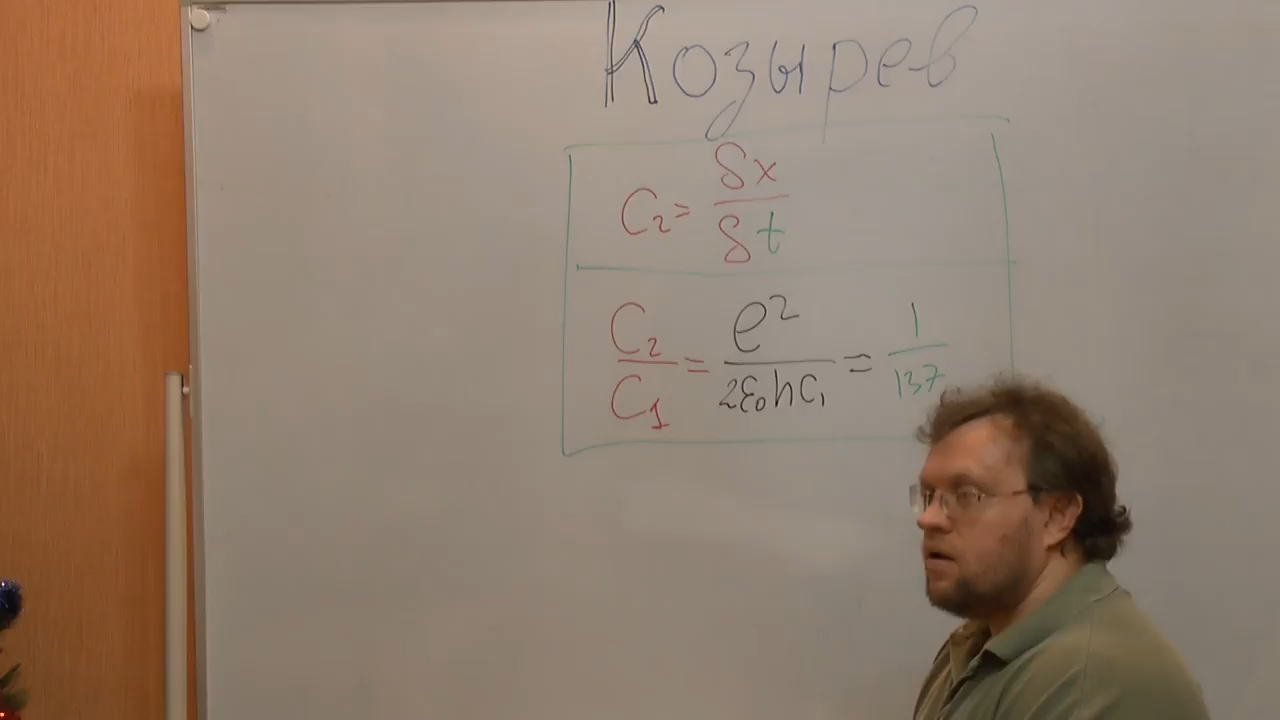 Козырев
C₂ = δx / δt
C₂ / C₁ = e² / 2ε₀hC₁ = 1 / 137